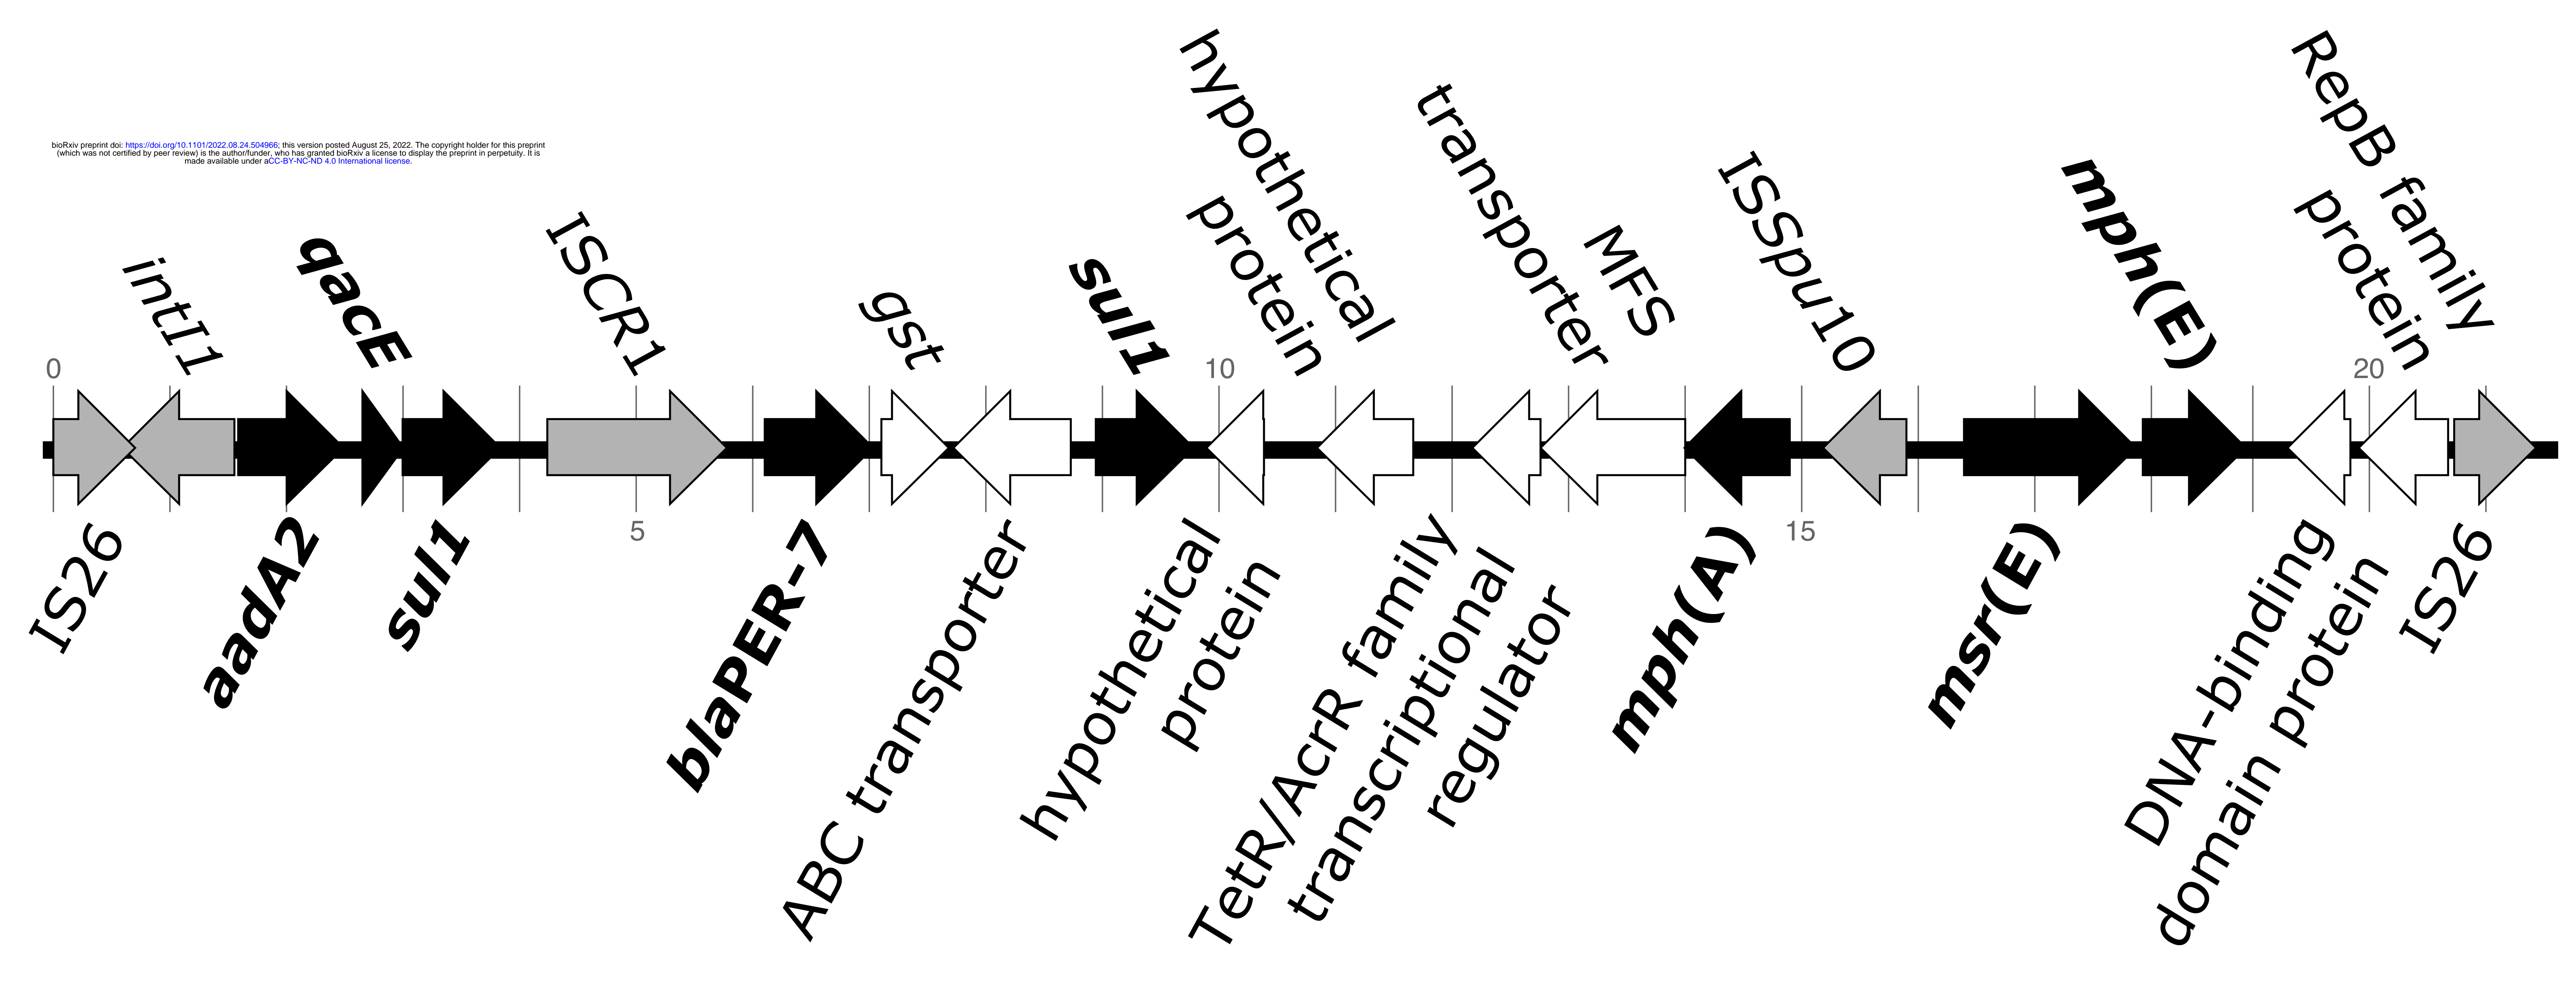 bioRxiv preprint doi: https://doi.org/10.1101/2022.08.24.504966; this version posted August 25, 2022. The copyright holder for this preprint
(which was not certified by peer review) is the author/funder, who has granted bioRxiv a license to display the preprint in perpetuity. It is
made available under aCC-BY-NC-ND 4.0 International license.
intI1
qacE
ISCR1
gst
sul1
hypothetical
protein
transporter
MFS
ISSpu10
mph(E)
RepB family
protein
0
10
20
5
15
IS26
aadA2
sul1
blaPER-7
ABC transporter
hypothetical
protein
TetR/AcrR family
transcriptional
regulator
mph(A)
msr(E)
DNA-binding
domain protein
IS26